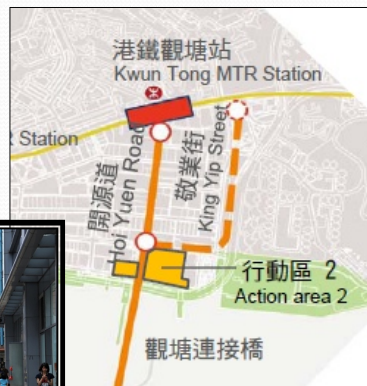 港鐵觀塘站
Kwun Tong MTR Station
Station
開源道
Hoi Yuen Road
敬業街
King Yip Street
行動區 2
Action area 2
觀塘連接橋